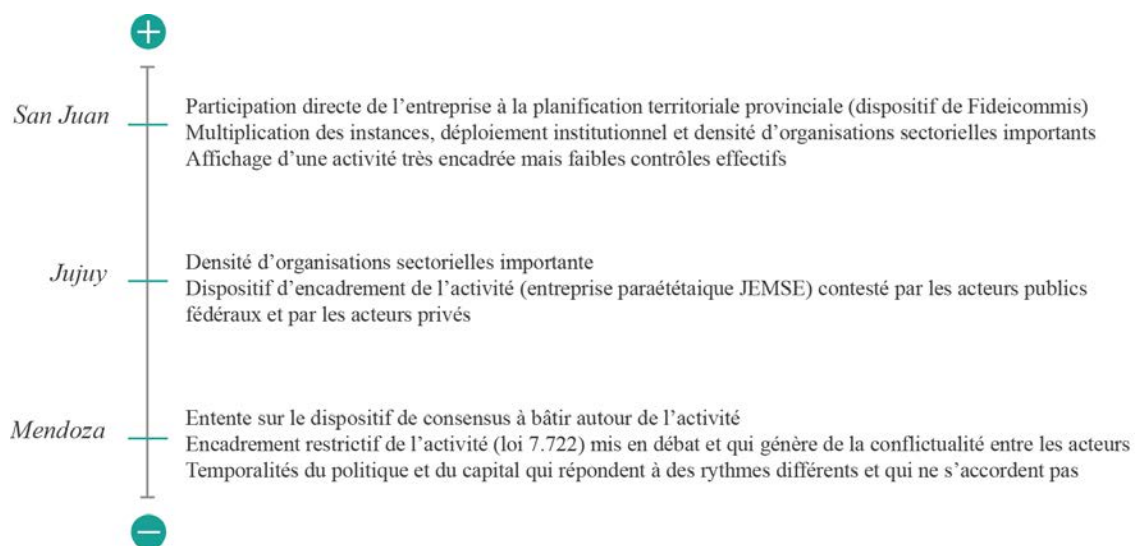 +
San Juan
Participation directe de l'entreprise à la planification territoriale provinciale (dispositif de Fideicommis)
Multiplication des instances, déploiement institutionnel et densité d'organisations sectorielles importants
Affichage d'une activité très encadrée mais faibles contrôles effectifs
Jujuy
Densité d'organisations sectorielles importante
Dispositif d'encadrement de l'activité (entreprise paraététaique JEMSE) contesté par les acteurs publics
fédéraux et par les acteurs privés
Mendoza
Entente sur le dispositif de consensus à bâtir autour de l'activité
Encadrement restrictif de l'activité (loi 7.722) mis en débat et qui génère de la conflictualité entre les acteurs
Temporalités du politique et du capital qui répondent à des rythmes différents et qui ne s'accordent pas
−